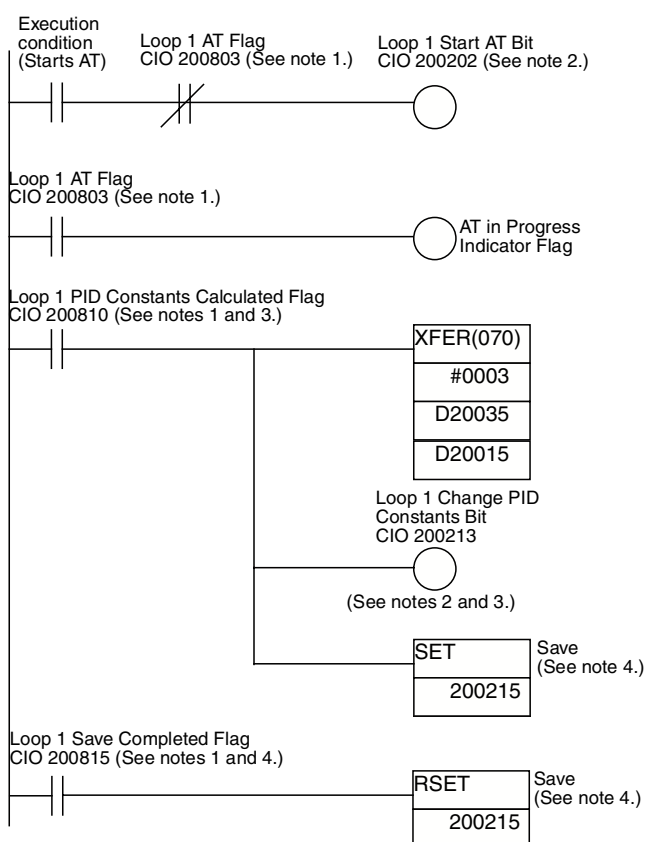 Execution
condition
(Starts AT)
Loop 1 AT Flag
CIO 200803 (See note 1.)
Loop 1 Start AT Bit
CIO 200202 (See note 2.)
Loop 1 AT Flag
CIO 200803 (See note 1.)
AT in Progress
Indicator Flag
Loop 1 PID Constants Calculated Flag
CIO 200810 (See notes 1 and 3.)
XFER(070)
#0003
D20035
D20015
Loop 1 Change PID
Constants Bit
CIO 200213
(See notes 2 and 3.)
SET
200215
Save
(See note 4.)
Loop 1 Save Completed Flag
CIO 200815 (See notes 1 and 4.)
RSET
200215
Save
(See note 4.)